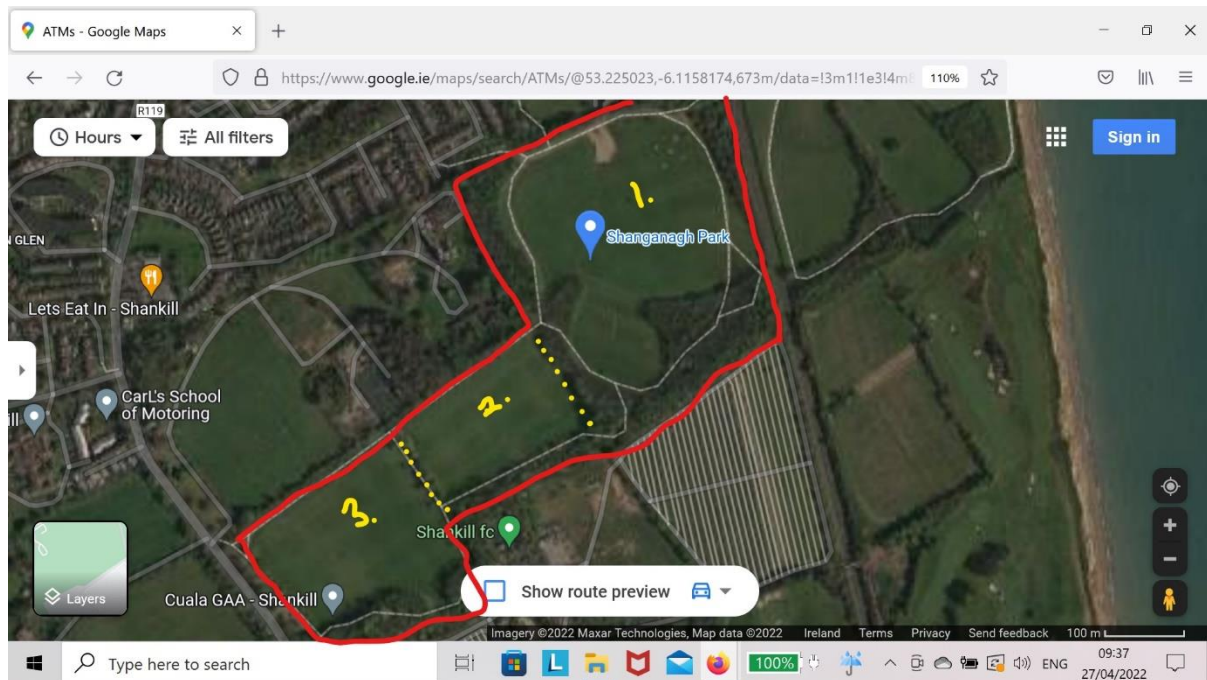 ATMs - Google Maps
https://www.google.ie/maps/search/ATMs/@53.225023,-6.1158174,673m/data=!3m1!1e3!4m
110%
R119
Hours
All filters
Sign in
1.
Shanganagh Park
GLEN
Lets Eat In - Shankill
CarL's School
of Motoring
ill
2.
3.
Shankill fc
Cuala GAA - Shankill
Layers
Show route preview
Imagery ©2022 Maxar Technologies, Map data ©2022 Ireland Terms Privacy Send feedback 100 m
Type here to search
L
100%
ENG
09:37
27/04/2022